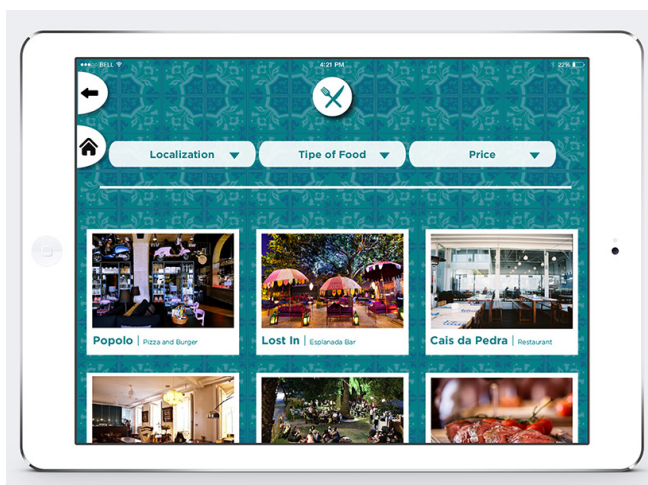 BELL
4:21 PM
22%
Localization
Tipe of Food
Price
Popolo | Pizza and Burger
Lost In | Esplanada Bar
Cais da Pedra | Restaurant